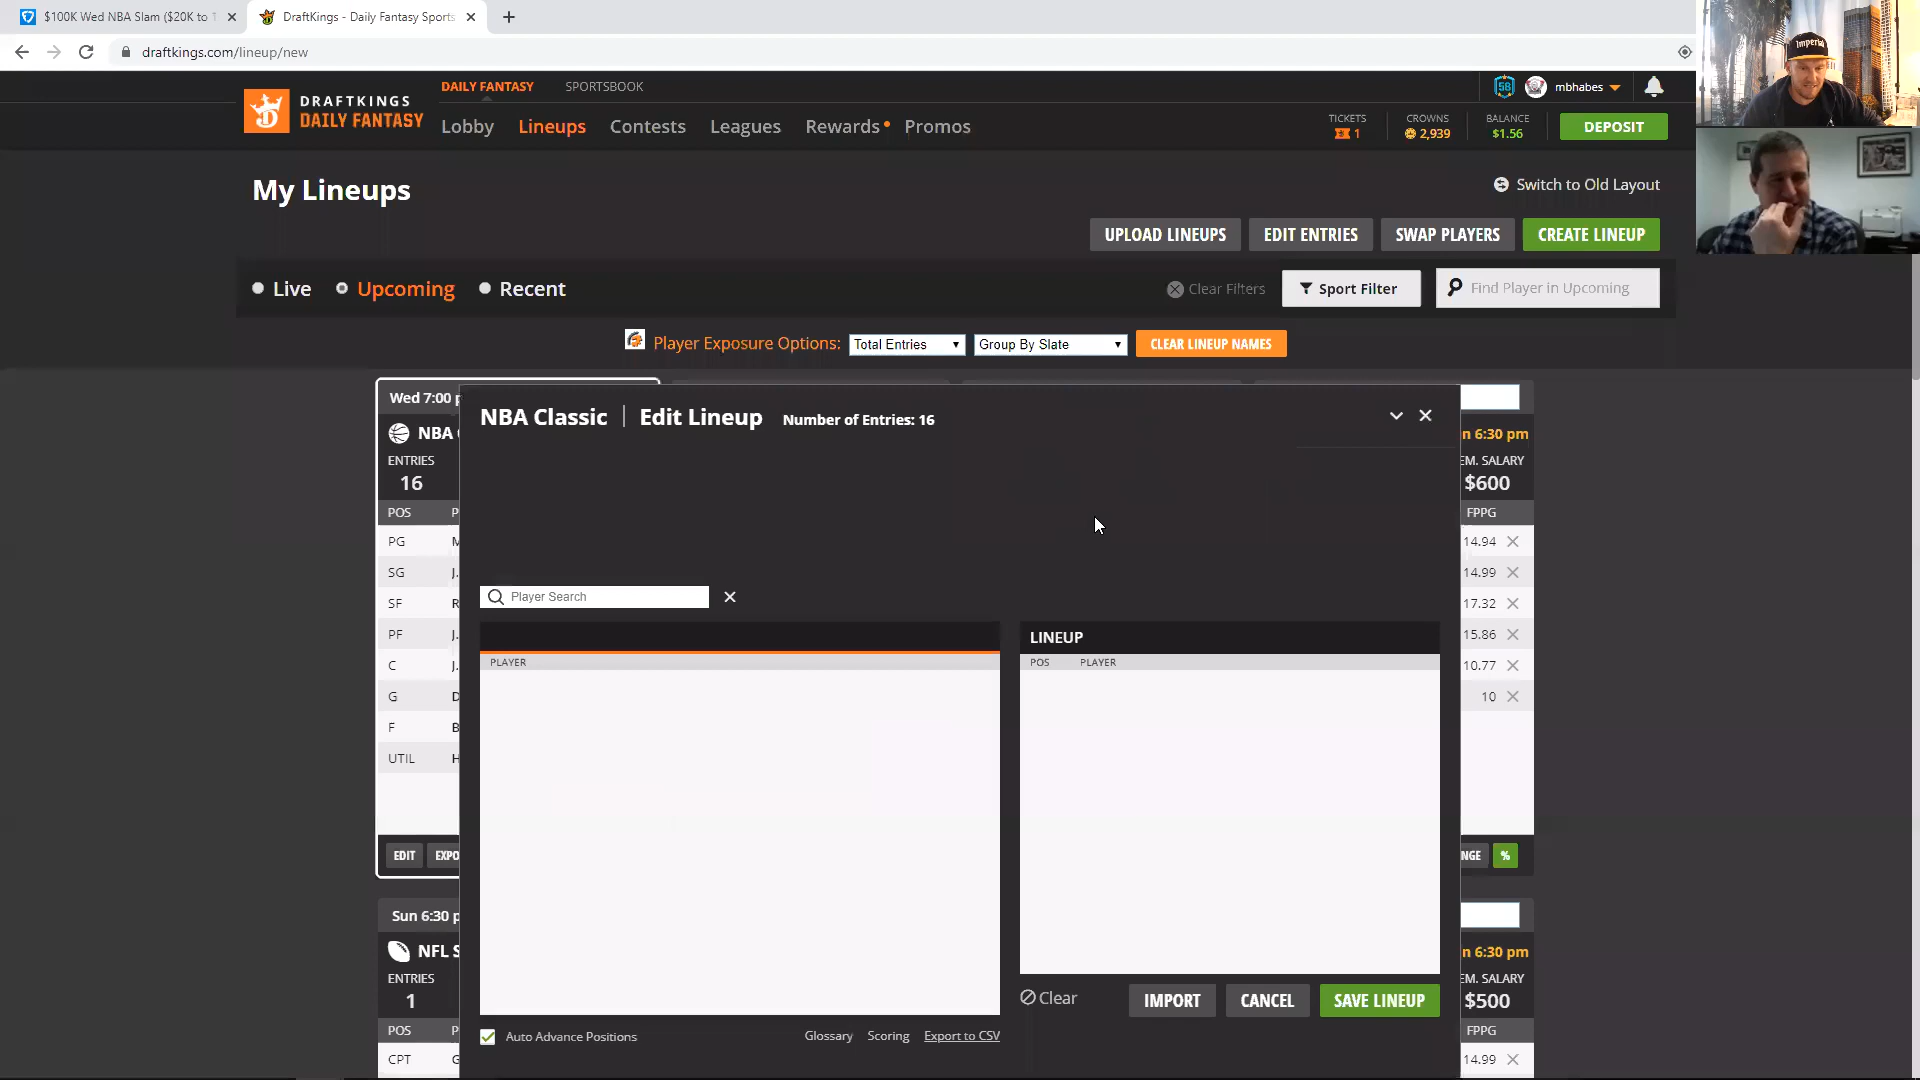 $100K Wed NBA Slam ($20K to
DraftKings - Daily Fantasy Sports
draftkings.com/lineup/new
DRAFTKINGS
DAILY FANTASY
DAILY FANTASY
SPORTSBOOK
Lobby
Lineups
Contests
Leagues
Rewards
Promos
58
mbhabes
TICKETS
1
CROWNS
2,939
BALANCE
$1.56
DEPOSIT
Imperial
My Lineups
Switch to Old Layout
UPLOAD LINEUPS
EDIT ENTRIES
SWAP PLAYERS
CREATE LINEUP
Live
Upcoming
Recent
Clear Filters
Sport Filter
Find Player in Upcoming
Player Exposure Options:
Total Entries
Group By Slate
CLEAR LINEUP NAMES
Wed 7:00 p
NBA
ENTRIES
16
POS P
PG M
SG J.
SF R
PF J.
C J.
G D
F B
UTIL H
EDIT
EXPO
Sun 6:30 p
NFL S
ENTRIES
1
POS P
CPT G
NBA Classic
Edit Lineup
Number of Entries: 16
Player Search
PLAYER
LINEUP
POS PLAYER
Clear
IMPORT
CANCEL
SAVE LINEUP
Auto Advance Positions
Glossary
Scoring
Export to CSV
n 6:30 pm
EM. SALARY
$600
FPPG
14.94
14.99
17.32
15.86
10.77
10
NGE
%
n 6:30 pm
EM. SALARY
$500
FPPG
14.99